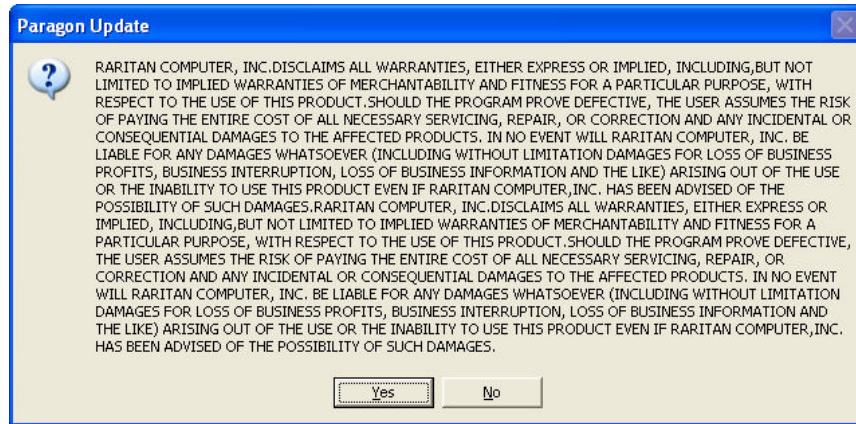 Paragon Update
RARITAN COMPUTER, INC.DISCLAIMS ALL WARRANTIES, EITHER EXPRESS OR IMPLIED, INCLUDING,BUT NOT
LIMITED TO IMPLIED WARRANTIES OF MERCHANTABILITY AND FITNESS FOR A PARTICULAR PURPOSE, WITH
RESPECT TO THE USE OF THIS PRODUCT.SHOULD THE PROGRAM PROVE DEFECTIVE, THE USER ASSUMES THE RISK
OF PAYING THE ENTIRE COST OF ALL NECESSARY SERVICING, REPAIR, OR CORRECTION AND ANY INCIDENTAL OR
CONSEQUENTIAL DAMAGES TO THE AFFECTED PRODUCTS. IN NO EVENT WILL RARITAN COMPUTER, INC. BE
LIABLE FOR ANY DAMAGES WHATSOEVER (INCLUDING WITHOUT LIMITATION DAMAGES FOR LOSS OF BUSINESS
PROFITS, BUSINESS INTERRUPTION, LOSS OF BUSINESS INFORMATION AND THE LIKE) ARISING OUT OF THE USE
OR THE INABILITY TO USE THIS PRODUCT EVEN IF RARITAN COMPUTER,INC. HAS BEEN ADVISED OF THE
POSSIBILITY OF SUCH DAMAGES.RARITAN COMPUTER, INC.DISCLAIMS ALL WARRANTIES, EITHER EXPRESS OR
IMPLIED, INCLUDING,BUT NOT LIMITED TO IMPLIED WARRANTIES OF MERCHANTABILITY AND FITNESS FOR A
PARTICULAR PURPOSE, WITH RESPECT TO THE USE OF THIS PRODUCT.SHOULD THE PROGRAM PROVE DEFECTIVE,
THE USER ASSUMES THE RISK OF PAYING THE ENTIRE COST OF ALL NECESSARY SERVICING, REPAIR, OR
CORRECTION AND ANY INCIDENTAL OR CONSEQUENTIAL DAMAGES TO THE AFFECTED PRODUCTS. IN NO EVENT
WILL RARITAN COMPUTER, INC. BE LIABLE FOR ANY DAMAGES WHATSOEVER (INCLUDING WITHOUT LIMITATION
DAMAGES FOR LOSS OF BUSINESS PROFITS, BUSINESS INTERRUPTION, LOSS OF BUSINESS INFORMATION AND
THE LIKE) ARISING OUT OF THE USE OR THE INABILITY TO USE THIS PRODUCT EVEN IF RARITAN COMPUTER,INC.
HAS BEEN ADVISED OF THE POSSIBILITY OF SUCH DAMAGES.
Yes No